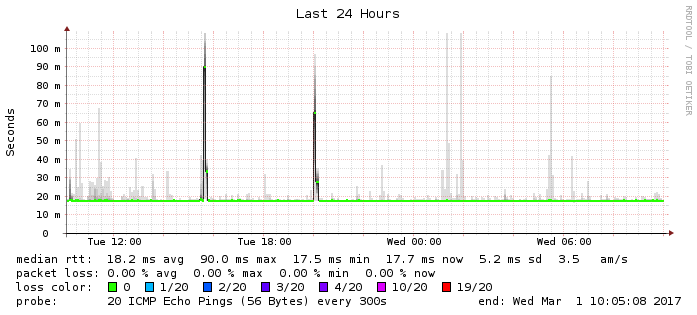 Last 24 Hours
RRDTOOL / TOBI OETIKER
Seconds
100 m
90 m
80 m
70 m
60 m
50 m
40 m
30 m
20 m
10 m
0
Tue 12:00 Tue 18:00 Wed 00:00 Wed 06:00
median rtt: 18.2 ms avg 90.0 ms max 17.5 ms min 17.7 ms now 5.2 ms sd 3.5 am/s
packet loss: 0.00 % avg 0.00 % max 0.00 % min 0.00 % now
loss color: 0 1/20 2/20 3/20 4/20 10/20 19/20
probe: 20 ICMP Echo Pings (56 Bytes) every 300s end: Wed Mar 1 10:05:08 2017